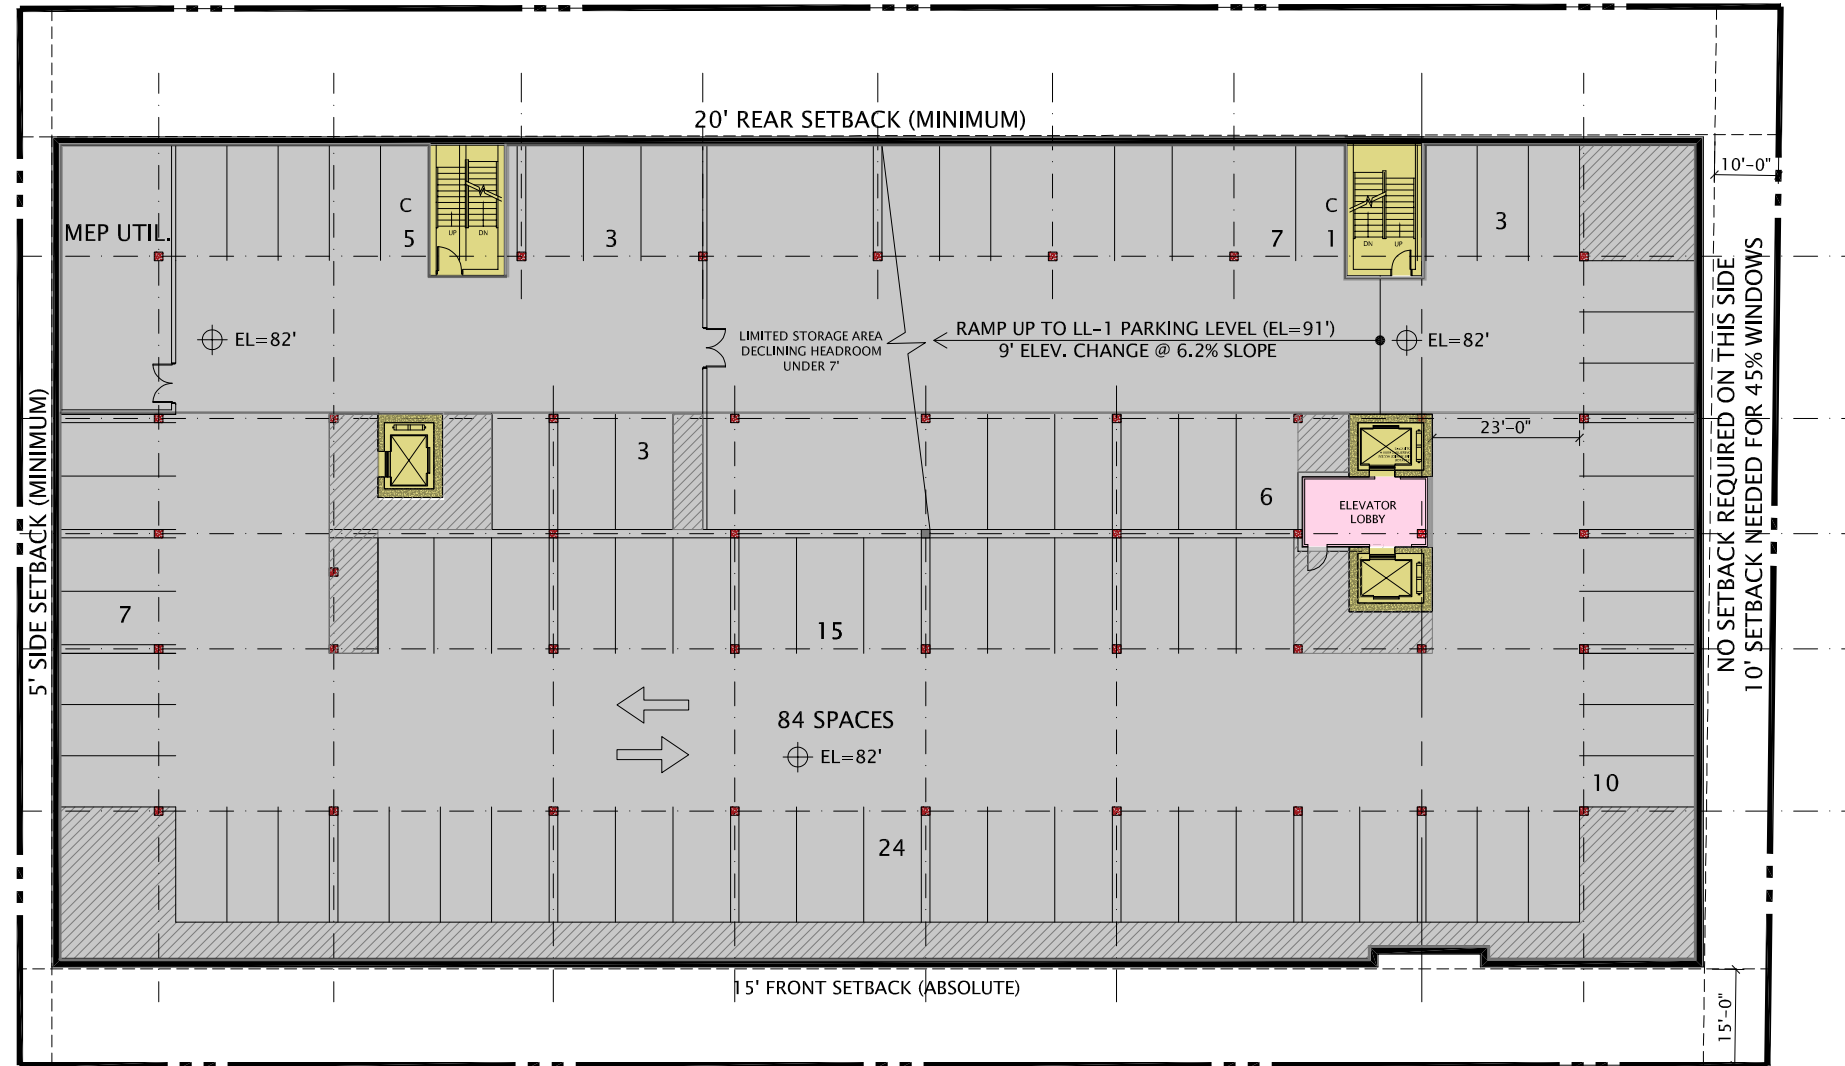 20' REAR SETBACK (MINIMUM)
10'-0"
MEP UTIL.
C
5
UP
DN
3
7
C
1
DN
UP
3
EL=82'
LIMITED STORAGE AREA
DECLINING HEADROOM
UNDER 7'
RAMP UP TO LL-1 PARKING LEVEL (EL=91')
9' ELEV. CHANGE @ 6.2% SLOPE
EL=82'
NO SETBACK REQUIRED ON THIS SIDE
10' SETBACK NEEDED FOR 45% WINDOWS
5' SIDE SETBACK (MINIMUM)
23'-0"
3
6
ELEVATOR
LOBBY
7
15
84 SPACES
EL=82'
10
24
15' FRONT SETBACK (ABSOLUTE)
15'-0"